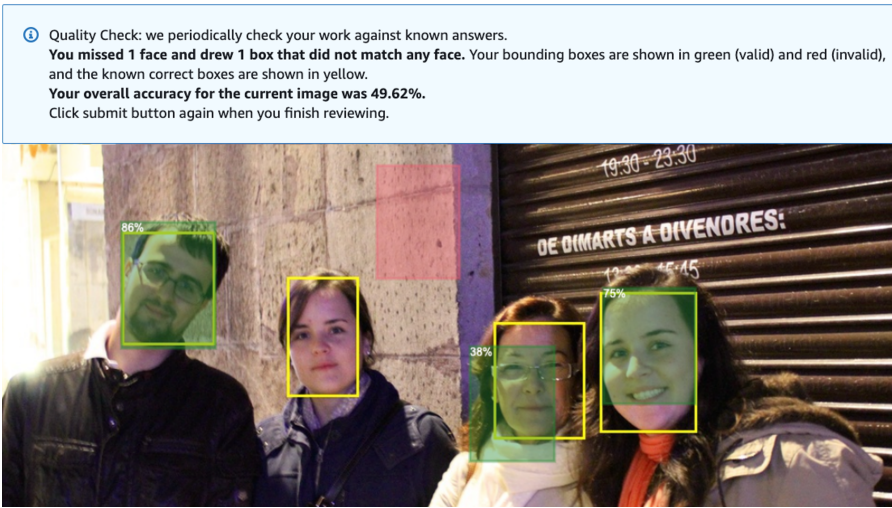 Quality Check: we periodically check your work against known answers.
You missed 1 face and drew 1 box that did not match any face. Your bounding boxes are shown in green (valid) and red (invalid),
and the known correct boxes are shown in yellow.
Your overall accuracy for the current image was 49.62%.
Click submit button again when you finish reviewing.
19:30 - 23:30
DE DIMARTS A DIVENDRES:
86%
75%
38%